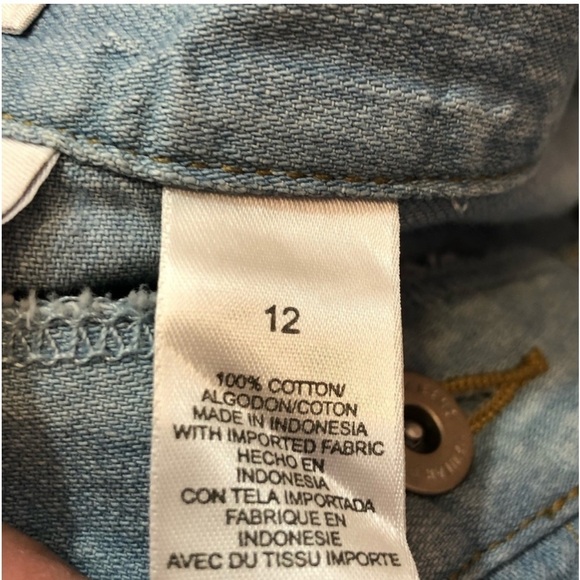 12
100% COTTON/
ALGODON/COTON
MADE IN INDONESIA
WITH IMPORTED FABRIC
HECHO EN
INDONESIA
CON TELA IMPORTADA
FABRIQUE EN
INDONESIE
AVEC DU TISSU IMPORTE